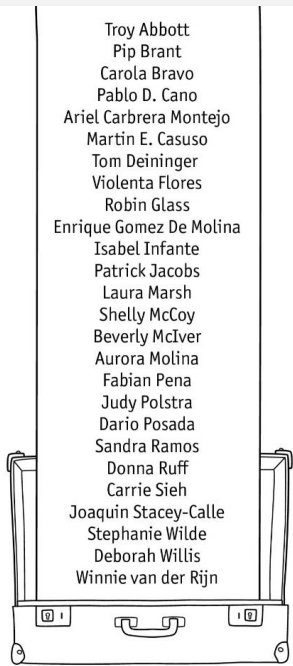 Troy Abbott
Pip Brant
Carola Bravo
Pablo D. Cano
Ariel Carbrera Montejo
Martin E. Casuso
Tom Deininger
Violenta Flores
Robin Glass
Enrique Gomez De Molina
Isabel Infante
Patrick Jacobs
Laura Marsh
Shelly McCoy
Beverly McIver
Aurora Molina
Fabian Pena
Judy Polstra
Dario Posada
Sandra Ramos
Donna Ruff
Carrie Sieh
Joaquin Stacey-Calle
Stephanie Wilde
Deborah Willis
Winnie van der Rijn